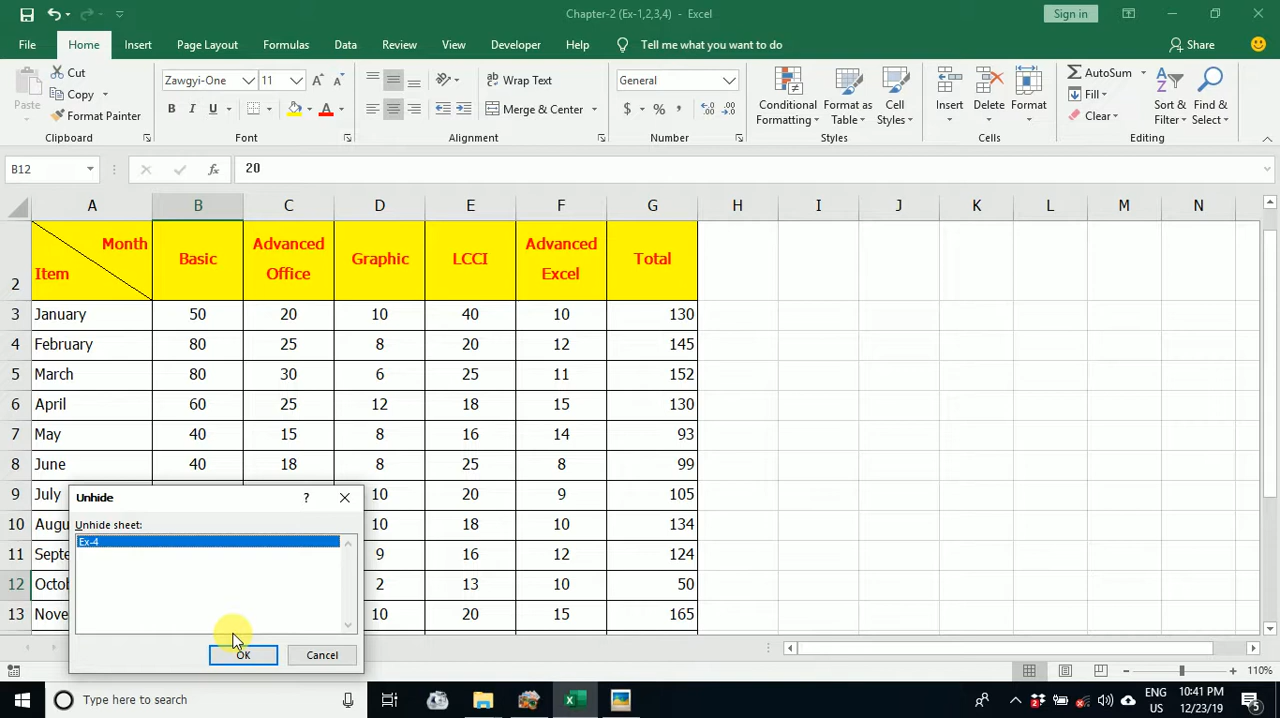 Chapter-2 (Ex-1,2,3,4) - Excel
Sign in
File Home Insert Page Layout Formulas Data Review View Developer Help Tell me what you want to do Share
Paste
Cut
Copy
Format Painter
Clipboard
Zawgyi-One 11
B I U
Font
Wrap Text
Merge & Center
Alignment
General
$ % ,
Number
Conditional Formatting
Format as Table
Cell Styles
Styles
Insert
Delete
Format
Cells
AutoSum
Fill
Clear
Sort & Filter
Find & Select
Editing
B12 fx 20
A B C D E F G H I J K L M N
2 Month Item Basic Advanced Office Graphic LCCI Advanced Excel Total
3 January 50 20 10 40 10 130
4 February 80 25 8 20 12 145
5 March 80 30 6 25 11 152
6 April 60 25 12 18 15 130
7 May 40 15 8 16 14 93
8 June 40 18 8 25 8 99
9 July 10 20 9 105
10 Augu 10 18 10 134
11 Septe 9 16 12 124
12 Octob 2 13 10 50
13 Nove 10 20 15 165
Unhide ?
Unhide sheet:
Ex-4
OK Cancel
110%
Type here to search
ENG US
10:41 PM
12/23/19
5